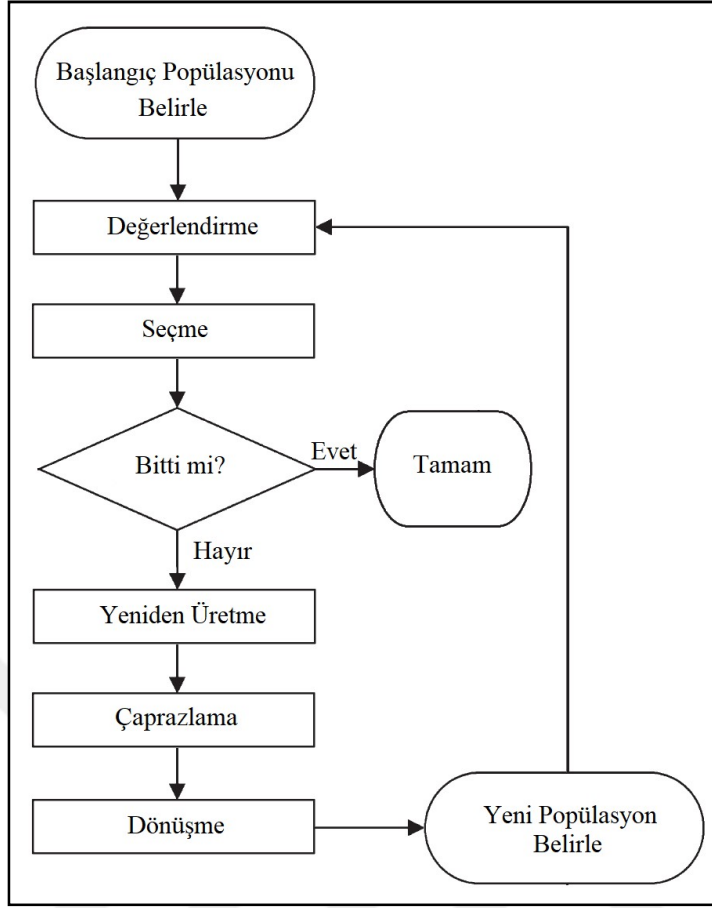 Başlangıç Popülasyonu
Belirle
Değerlendirme
Seçme
Bitti mi?
Evet
Tamam
Hayır
Yeniden Üretme
Çaprazlama
Dönüşme
Yeni Popülasyon
Belirle